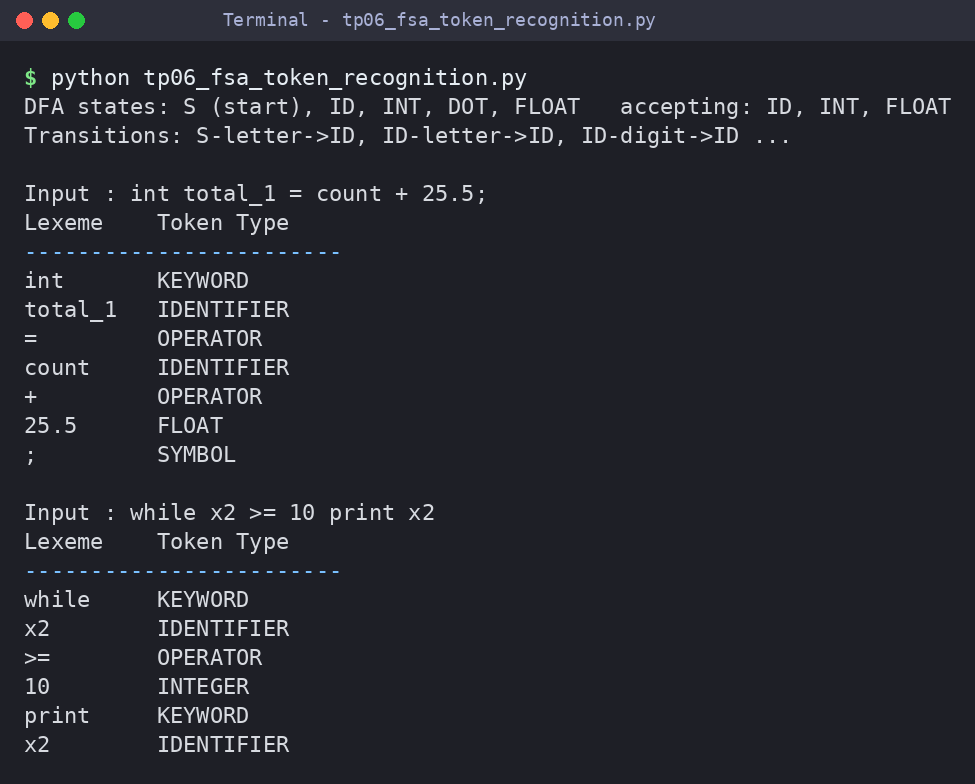 Terminal - tp06_fsa_token_recognition.py
$ python tp06_fsa_token_recognition.py
DFA states: S (start), ID, INT, DOT, FLOAT   accepting: ID, INT, FLOAT
Transitions: S-letter->ID, ID-letter->ID, ID-digit->ID ...
Input : int total_1 = count + 25.5;
Lexeme    Token Type
------------------------
int       KEYWORD
total_1   IDENTIFIER
=         OPERATOR
count     IDENTIFIER
+         OPERATOR
25.5      FLOAT
;         SYMBOL
Input : while x2 >= 10 print x2
Lexeme    Token Type
------------------------
while     KEYWORD
x2        IDENTIFIER
>=        OPERATOR
10        INTEGER
print     KEYWORD
x2        IDENTIFIER